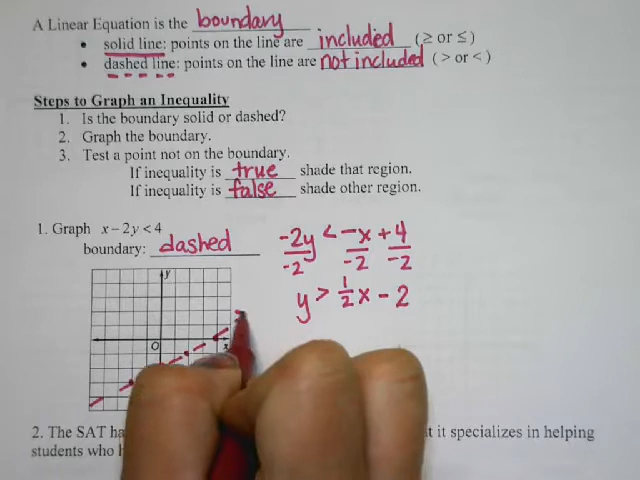 A Linear Equation is the boundary
• solid line: points on the line are included (≥ or ≤)
• dashed line: points on the line are not included (> or <)
Steps to Graph an Inequality
1. Is the boundary solid or dashed?
2. Graph the boundary.
3. Test a point not on the boundary.
If inequality is true shade that region.
If inequality is false shade other region.
1. Graph x − 2y < 4
boundary: dashed
-2y < -x + 4
-2 -2 -2
y > 1/2 x - 2
y
O
x
2. The SAT t it specializes in helping
students who